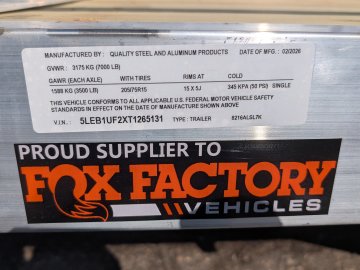 MANUFACTURED BY : QUALITY STEEL AND ALUMINUM PRODUCTS DATE OF MFG. : 02/2026
GVWR : 3175 KG (7000 LB)
GAWR (EACH AXLE) WITH TIRES RIMS AT COLD
1588 KG (3500 LB) 205/75R15 15 X 5J 345 KPA (50 PSI) SINGLE
THIS VEHICLE CONFORMS TO ALL APPLICABLE U.S. FEDERAL MOTOR VEHICLE SAFETY
STANDARDS IN EFFECT ON THE DATE OF MANUFACTURE SHOWN ABOVE.
V.I.N. : 5LEB1UF2XT1265131 TYPE : TRAILER 8216ALSL7K
PROUD SUPPLIER TO
FOX FACTORY
VEHICLES